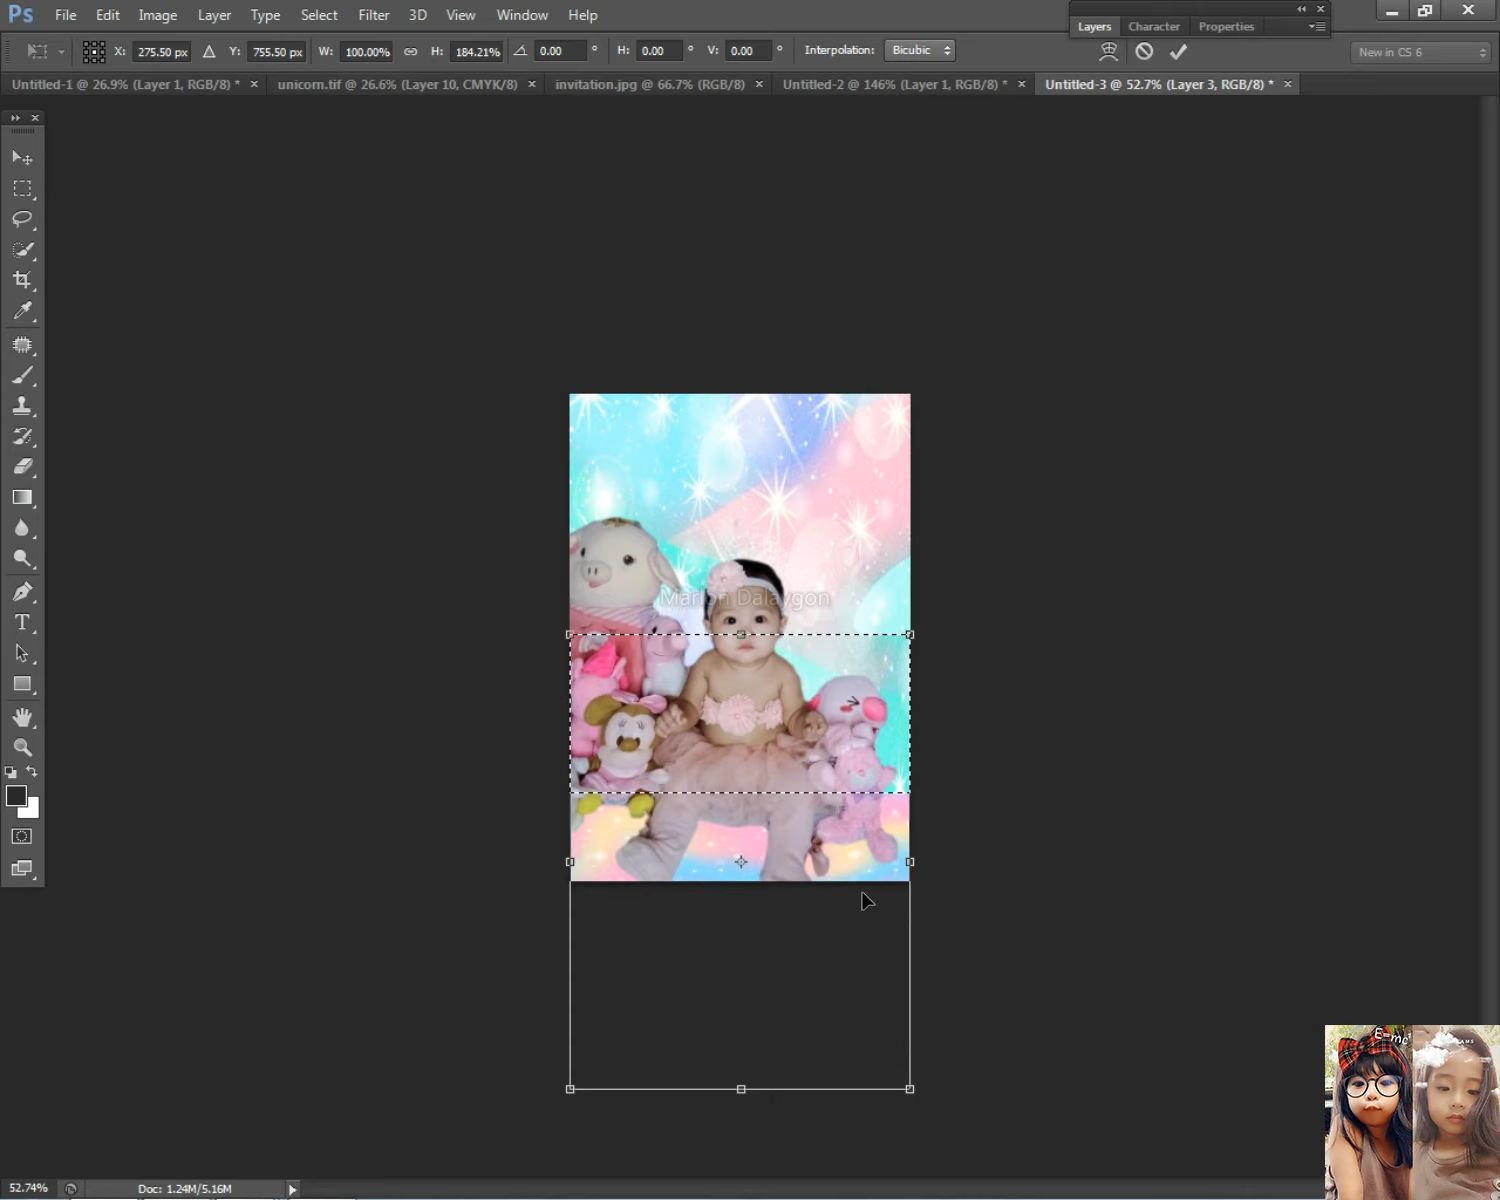 Ps File Edit Image Layer Type Select Filter 3D View Window Help
Layers Character Properties
X: 275.50 px Y: 755.50 px W: 100.00% H: 184.21% 0.00 ° H: 0.00 ° V: 0.00 ° Interpolation: Bicubic New in CS 6
Untitled-1 @ 26.9% (Layer 1, RGB/8) * × unicorn.tif @ 26.6% (Layer 10, CMYK/8) × invitation.jpg @ 66.7% (RGB/8) × Untitled-2 @ 146% (Layer 1, RGB/8) * × Untitled-3 @ 52.7% (Layer 3, RGB/8) * ×
Marlon Dalaygon
E=mc²
52.74% Doc: 1.24M/5.16M